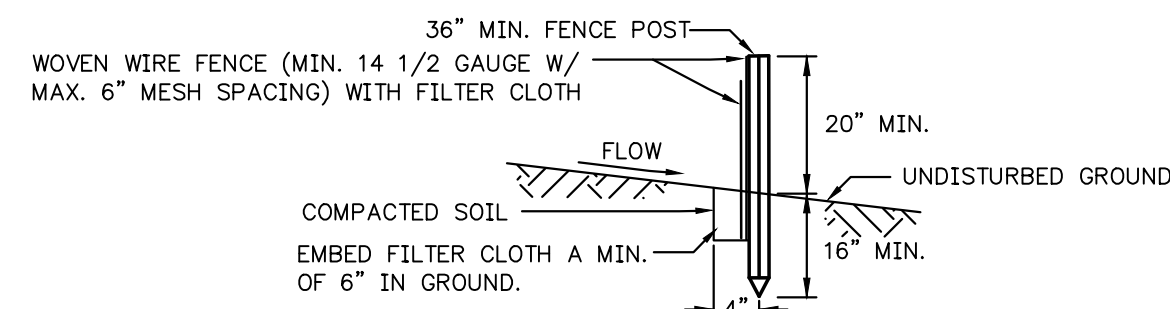 36” MIN. FENCE POST
WOVEN WIRE FENCE (MIN. 14 1/2 GAUGE W/
MAX. 6” MESH SPACING) WITH FILTER CLOTH
20” MIN.
FLOW
UNDISTURBED GROUND
COMPACTED SOIL
EMBED FILTER CLOTH A MIN.
OF 6” IN GROUND.
16” MIN.
4”